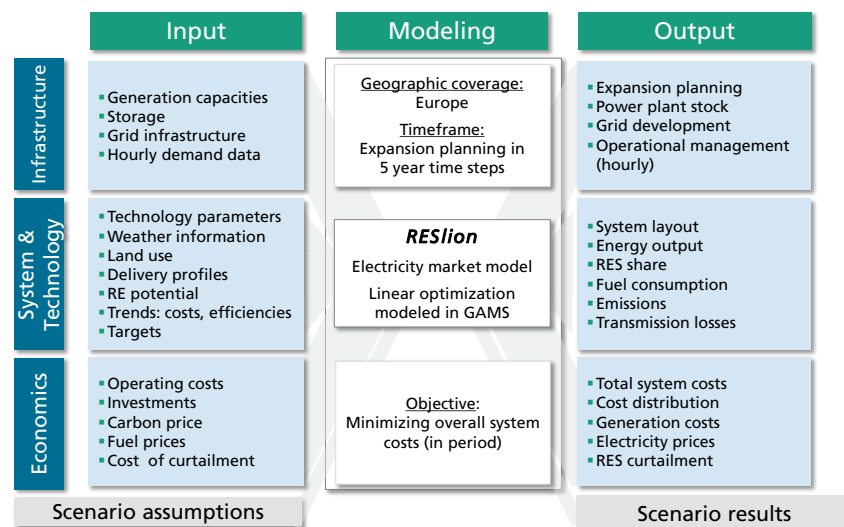 Input
Modeling
Output
Infrastructure
▪ Generation capacities
▪ Storage
▪ Grid infrastructure
▪ Hourly demand data
Geographic coverage:
Europe
Timeframe:
Expansion planning in
5 year time steps
▪ Expansion planning
▪ Power plant stock
▪ Grid development
▪ Operational management
(hourly)
System &
Technology
▪ Technology parameters
▪ Weather information
▪ Land use
▪ Delivery profiles
▪ RE potential
▪ Trends: costs, efficiencies
▪ Targets
RESlion
Electricity market model
Linear optimization
modeled in GAMS
▪ System layout
▪ Energy output
▪ RES share
▪ Fuel consumption
▪ Emissions
▪ Transmission losses
Economics
▪ Operating costs
▪ Investments
▪ Carbon price
▪ Fuel prices
▪ Cost of curtailment
Objective:
Minimizing overall system
costs (in period)
▪ Total system costs
▪ Cost distribution
▪ Generation costs
▪ Electricity prices
▪ RES curtailment
Scenario assumptions
Scenario results